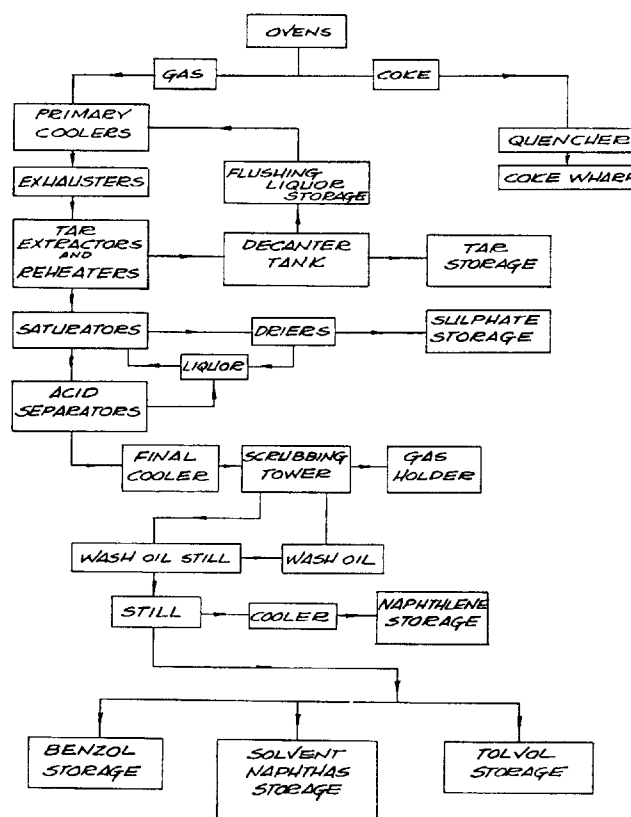 OVENS
GAS
COKE
PRIMARY
COOLERS
QUENCHER
COKE WHARF
EXHAUSTERS
FLUSHING
LIQUOR
STORAGE
TAR
EXTRACTORS
AND
REHEATERS
DECANTER
TANK
TAR
STORAGE
SATURATORS
DRIERS
SULPHATE
STORAGE
LIQUOR
ACID
SEPARATORS
FINAL
COOLER
SCRUBBING
TOWER
GAS
HOLDER
WASH OIL STILL
WASH OIL
STILL
COOLER
NAPHTHLENE
STORAGE
BENZOL
STORAGE
SOLVENT
NAPHTHAS
STORAGE
TOLVOL
STORAGE